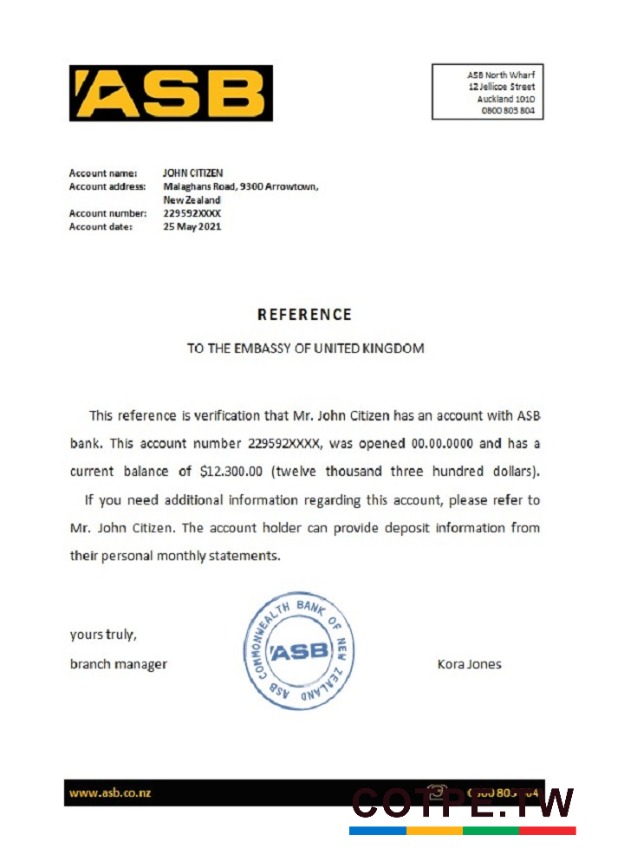 ASB
ASB North Wharf
12 Jellicoe Street
Auckland 1010
0800 803 804
Account name: JOHN CITIZEN
Account address: Malaghans Road, 9300 Arrowtown,
New Zealand
Account number: 229592XXXX
Account date: 25 May 2021
REFERENCE
TO THE EMBASSY OF UNITED KINGDOM
This reference is verification that Mr. John Citizen has an account with ASB
bank. This account number 229592XXXX, was opened 00.00.0000 and has a
current balance of $12.300.00 (twelve thousand three hundred dollars).
If you need additional information regarding this account, please refer to
Mr. John Citizen. The account holder can provide deposit information from
their personal monthly statements.
yours truly,
branch manager
ASB COMMONWEALTH BANK OF NEW ZEALAND
ASB
Kora Jones
www.asb.co.nz
COTPE.TW